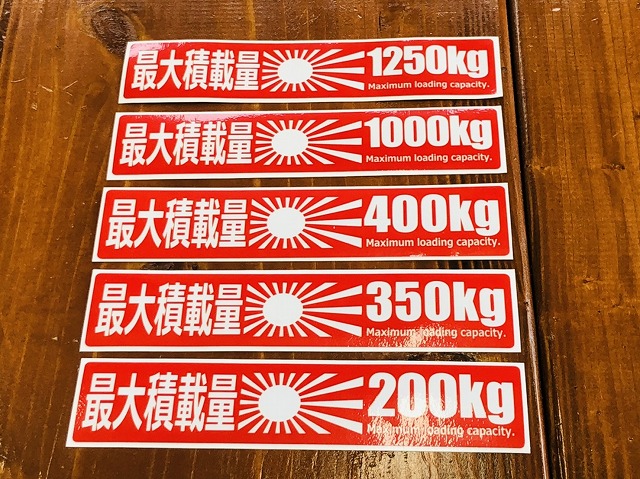 最大積載量 1250kg
Maximum loading capacity.
最大積載量 1000kg
Maximum loading capacity.
最大積載量 400kg
Maximum loading capacity.
最大積載量 350kg
Maximum loading capacity.
最大積載量 200kg
Maximum loading capacity.